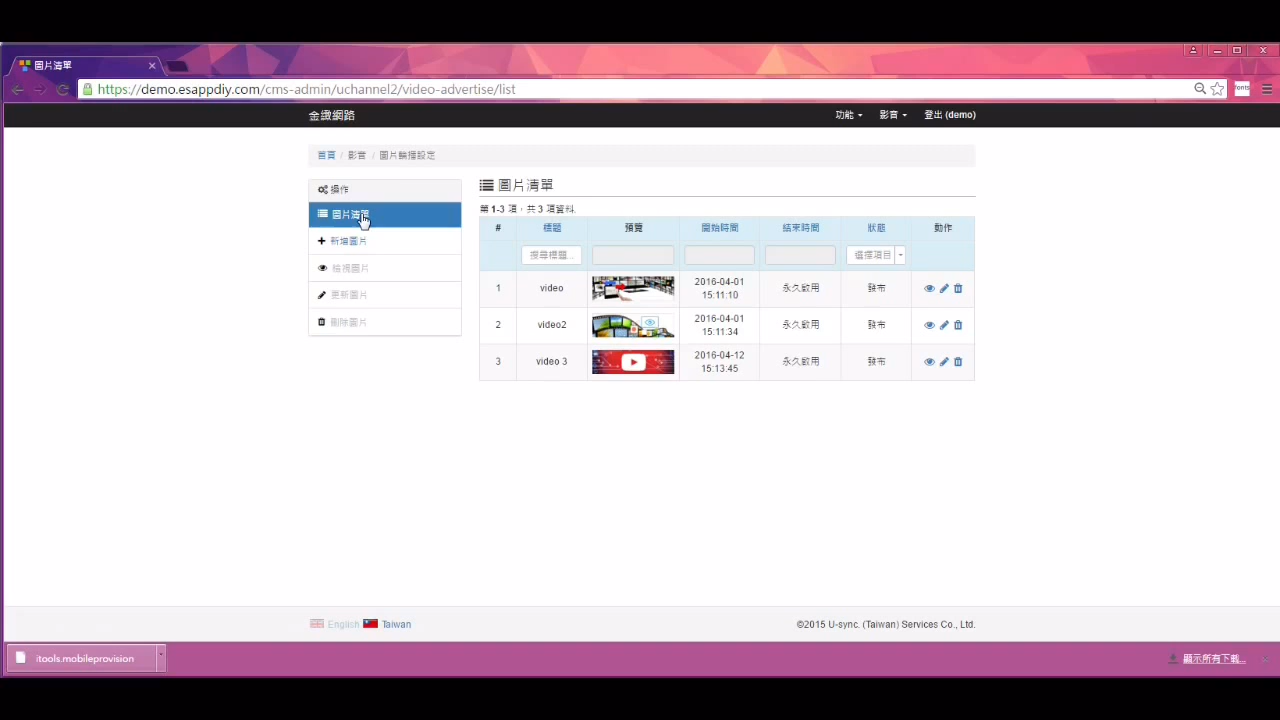 圖片清單
https://demo.esappdiy.com/cms-admin/uchannel2/video-advertise/list
金緻網路
功能 影音 登出 (demo)
首頁 / 影音 / 圖片輪播設定
操作
圖片清單
新增圖片
檢視圖片
更新圖片
刪除圖片
圖片清單
第 1-3 項，共 3 項資料.
# 標題 預覽 開始時間 結束時間 狀態 動作
搜尋標題... 選擇項目
1 video 2016-04-01 15:11:10 永久啟用 發布
2 video2 2016-04-01 15:11:34 永久啟用 發布
3 video 3 2016-04-12 15:13:45 永久啟用 發布
English Taiwan
©2015 U-sync. (Taiwan) Services Co., Ltd.
itools.mobileprovision
顯示所有下載...